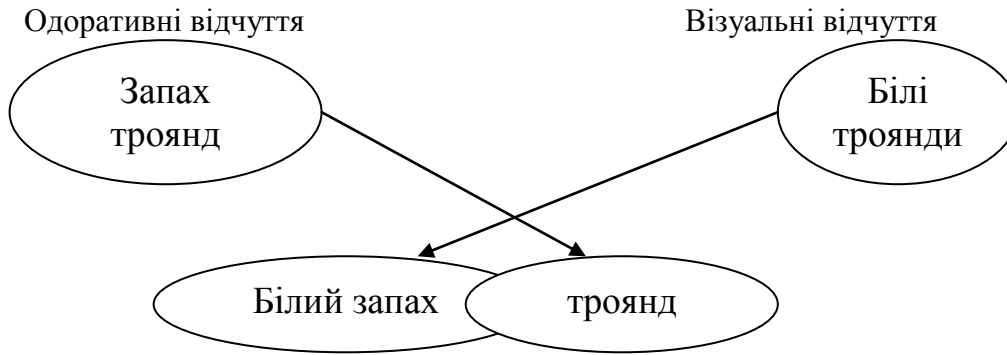 Одоративні відчуття
Візуальні відчуття
Запах
троянд
Білі
троянди
Білий запах
троянд